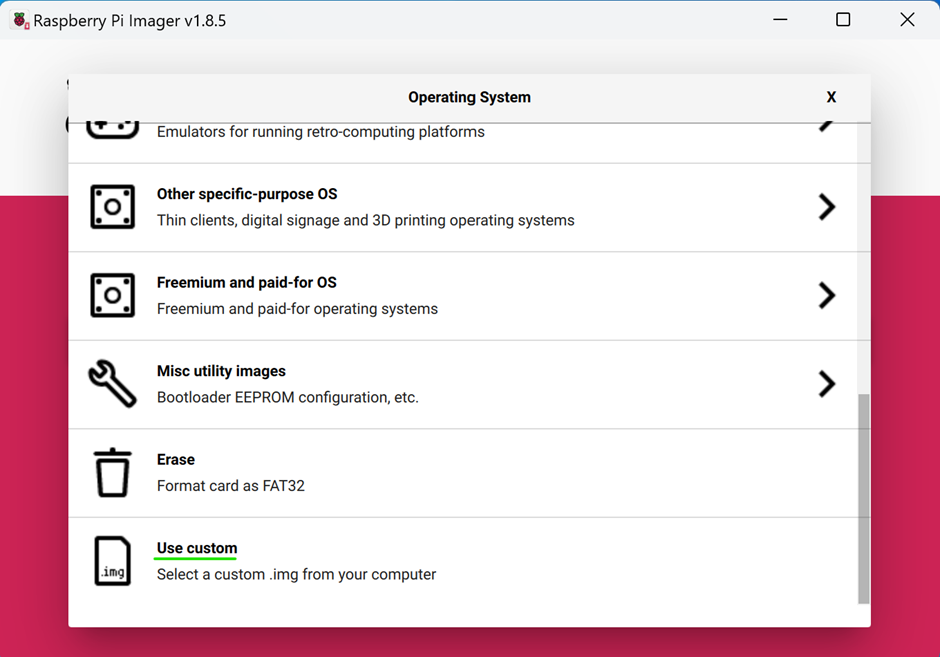 Raspberry Pi Imager v1.8.5
Operating System
X
Emulators for running retro-computing platforms
Other specific-purpose OS
Thin clients, digital signage and 3D printing operating systems
Freemium and paid-for OS
Freemium and paid-for operating systems
Misc utility images
Bootloader EEPROM configuration, etc.
Erase
Format card as FAT32
Use custom
.img
Select a custom .img from your computer